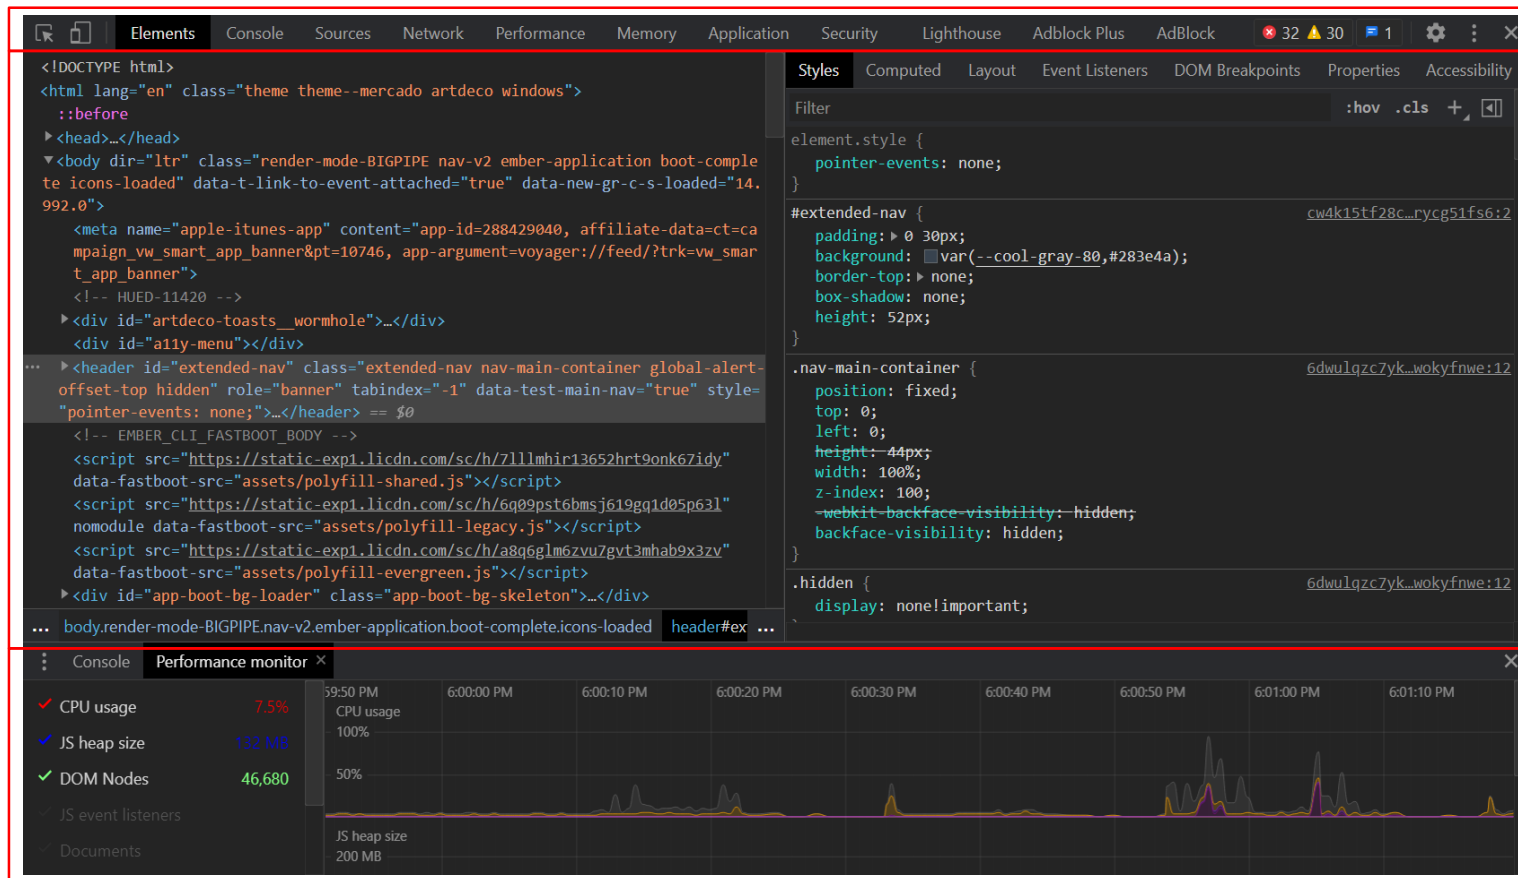 Elements Console Sources Network Performance Memory Application Security Lighthouse Adblock Plus AdBlock 32 30 1
<!DOCTYPE html>
<html lang="en" class="theme theme--mercado artdeco windows">
::before
<head>…</head>
<body dir="ltr" class="render-mode-BIGPIPE nav-v2 ember-application boot-comple
te icons-loaded" data-t-link-to-event-attached="true" data-new-gr-c-s-loaded="14.
992.0">
<meta name="apple-itunes-app" content="app-id=288429040, affiliate-data=ct=ca
mpaign_vw_smart_app_banner&pt=10746, app-argument=voyager://feed/?trk=vw_smar
t_app_banner">
<!-- HUED-11420 -->
<div id="artdeco-toasts__wormhole">…</div>
<div id="a11y-menu"></div>
<header id="extended-nav" class="extended-nav nav-main-container global-alert-
offset-top hidden" role="banner" tabindex="-1" data-test-main-nav="true" style=
"pointer-events: none;">…</header> == $0
<!-- EMBER_CLI_FASTBOOT_BODY -->
<script src="https://static-exp1.licdn.com/sc/h/7lllmhir13652hrt9onk67idy"
data-fastboot-src="assets/polyfill-shared.js"></script>
<script src="https://static-exp1.licdn.com/sc/h/6q09pst6bmsj619gq1d05p63l"
nomodule data-fastboot-src="assets/polyfill-legacy.js"></script>
<script src="https://static-exp1.licdn.com/sc/h/a8q6glm6zvu7gvt3mhab9x3zv"
data-fastboot-src="assets/polyfill-evergreen.js"></script>
<div id="app-boot-bg-loader" class="app-boot-bg-skeleton">…</div>
... body.render-mode-BIGPIPE.nav-v2.ember-application.boot-complete.icons-loaded header#ex ...
Styles Computed Layout Event Listeners DOM Breakpoints Properties Accessibility
Filter :hov .cls +
element.style {
pointer-events: none;
}
#extended-nav { cw4k15tf28c…rycg51fs6:2
padding: 0 30px;
background: var(--cool-gray-80,#283e4a);
border-top: none;
box-shadow: none;
height: 52px;
}
.nav-main-container { 6dwulqzc7yk…wokyfnwe:12
position: fixed;
top: 0;
left: 0;
height: 44px;
width: 100%;
z-index: 100;
-webkit-backface-visibility: hidden;
backface-visibility: hidden;
}
.hidden { 6dwulqzc7yk…wokyfnwe:12
display: none!important;
Console Performance monitor ×
CPU usage 7.5%
JS heap size 132 MB
DOM Nodes 46,680
JS event listeners
Documents
59:50 PM 6:00:00 PM 6:00:10 PM 6:00:20 PM 6:00:30 PM 6:00:40 PM 6:00:50 PM 6:01:00 PM 6:01:10 PM
CPU usage
100%
50%
JS heap size
200 MB